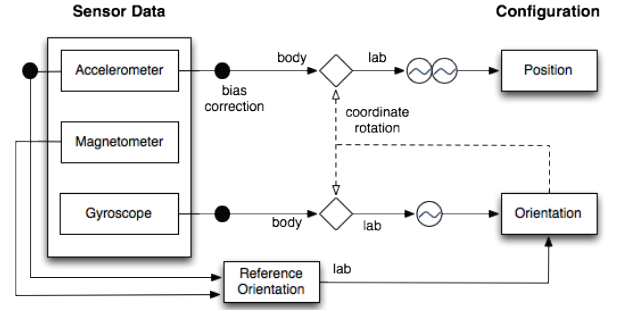 Sensor Data
Configuration
Accelerometer
body
lab
Position
bias
correction
coordinate
rotation
Magnetometer
Gyroscope
body
lab
Orientation
Reference
Orientation
lab